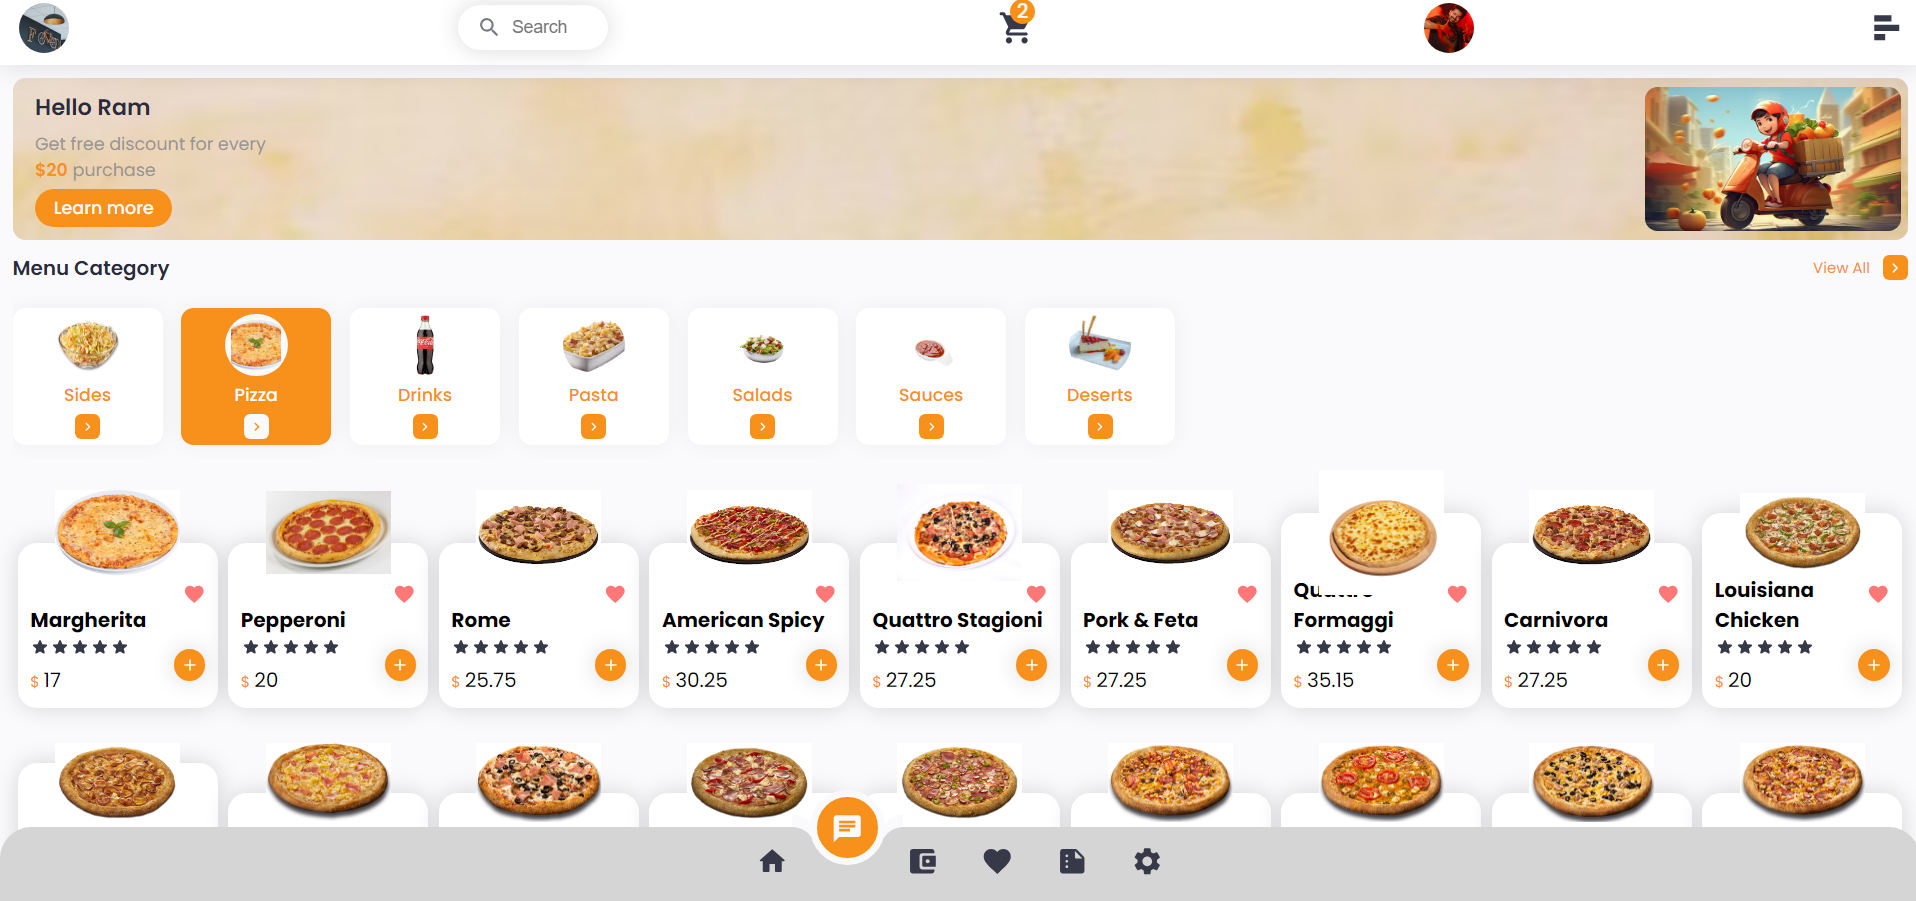 Search
2
Hello Ram
Get free discount for every
$20 purchase
Learn more
Menu Category
View All
Sides
Pizza
Drinks
Pasta
Salads
Sauces
Deserts
Margherita
$ 17
Pepperoni
$ 20
Rome
$ 25.75
American Spicy
$ 30.25
Quattro Stagioni
$ 27.25
Pork & Feta
$ 27.25
Quattro
Formaggi
$ 35.15
Carnivora
$ 27.25
Louisiana
Chicken
$ 20